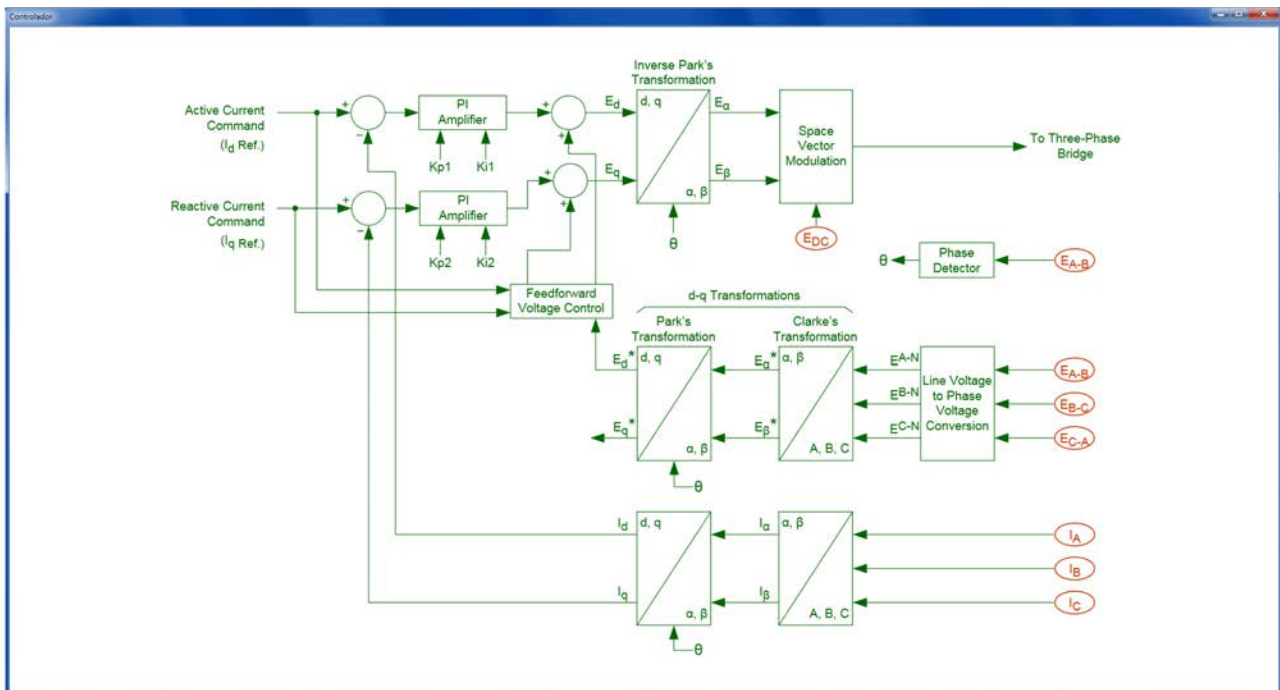 Controlador
Inverse Park's
Transformation
Active Current
Command
(Id Ref.)
+
−
PI
Amplifier
Kp1
Ki1
+
+
Ed
d, q
α, β
θ
Eα
Eβ
Space
Vector
Modulation
EDC
To Three-Phase
Bridge
Reactive Current
Command
(Iq Ref.)
+
−
PI
Amplifier
Kp2
Ki2
+
+
Eq
θ
Phase
Detector
EA-B
Feedforward
Voltage Control
d-q Transformations
Park's
Transformation
Clarke's
Transformation
Ed*
Eq*
d, q
α, β
θ
Eα*
Eβ*
α, β
A, B, C
EA-N
EB-N
EC-N
Line Voltage
to Phase
Voltage
Conversion
EA-B
EB-C
EC-A
Id
Iq
d, q
α, β
θ
Iα
Iβ
α, β
A, B, C
IA
IB
IC